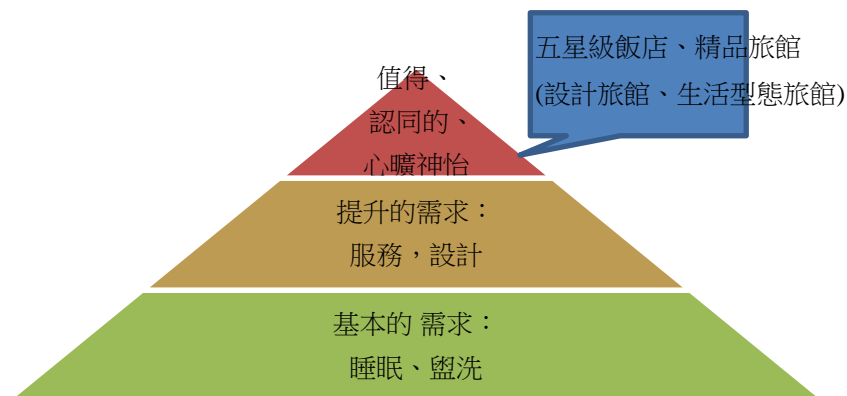 五星級飯店、精品旅館
(設計旅館、生活型態旅館)
值得、
認同的、
心曠神怡
提升的需求：
服務，設計
基本的 需求：
睡眠、盥洗